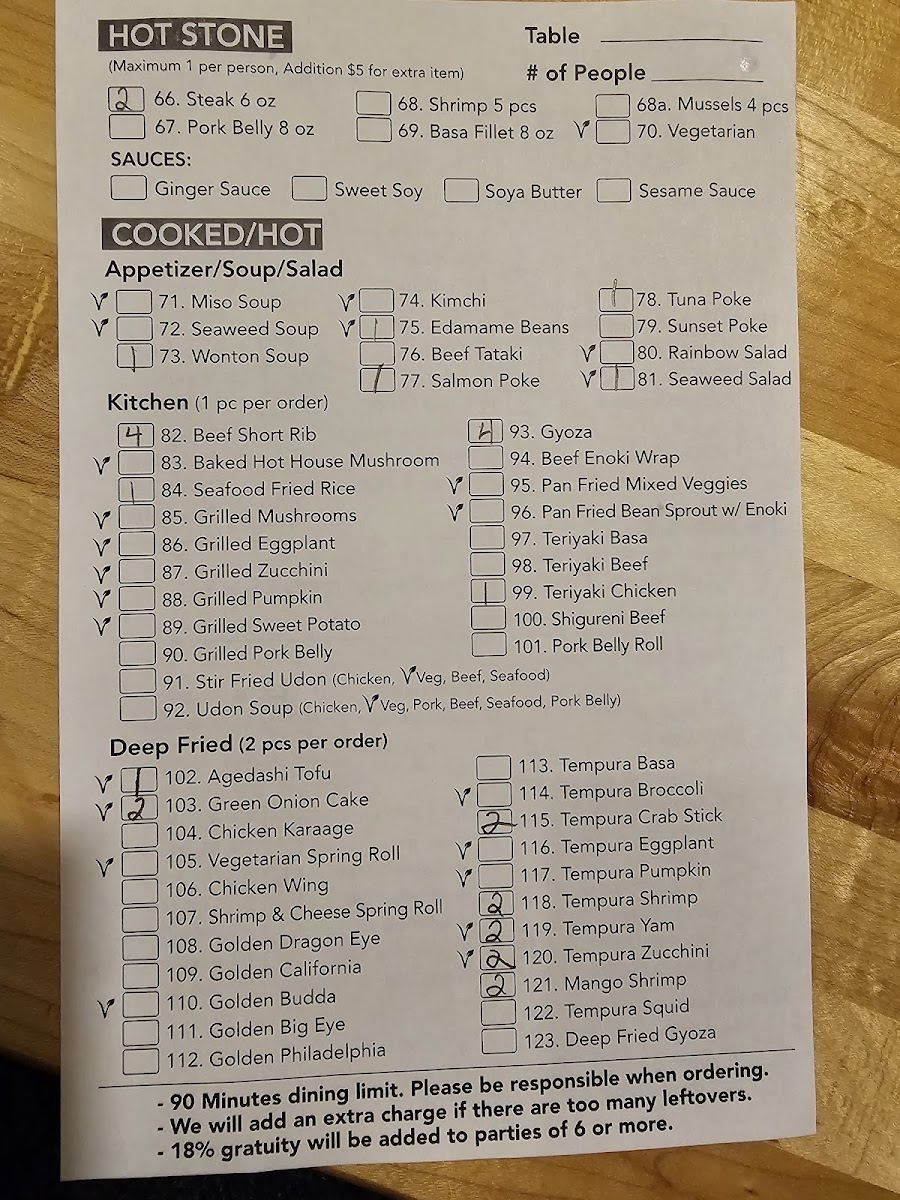 HOT STONE
Table ____
(Maximum 1 per person, Addition $5 for extra item)
# of People ____
2 66. Steak 6 oz 68. Shrimp 5 pcs 68a. Mussels 4 pcs
67. Pork Belly 8 oz 69. Basa Fillet 8 oz 70. Vegetarian
SAUCES:
Ginger Sauce Sweet Soy Soya Butter Sesame Sauce
COOKED/HOT
Appetizer/Soup/Salad
71. Miso Soup 74. Kimchi 1 78. Tuna Poke
72. Seaweed Soup 1 75. Edamame Beans 79. Sunset Poke
1 73. Wonton Soup 76. Beef Tataki 80. Rainbow Salad
1 77. Salmon Poke 1 81. Seaweed Salad
Kitchen (1 pc per order)
4 82. Beef Short Rib 4 93. Gyoza
83. Baked Hot House Mushroom 94. Beef Enoki Wrap
1 84. Seafood Fried Rice 95. Pan Fried Mixed Veggies
85. Grilled Mushrooms 96. Pan Fried Bean Sprout w/ Enoki
86. Grilled Eggplant 97. Teriyaki Basa
87. Grilled Zucchini 98. Teriyaki Beef
88. Grilled Pumpkin 1 99. Teriyaki Chicken
89. Grilled Sweet Potato 100. Shigureni Beef
90. Grilled Pork Belly 101. Pork Belly Roll
91. Stir Fried Udon (Chicken, Veg, Beef, Seafood)
92. Udon Soup (Chicken, Veg, Pork, Beef, Seafood, Pork Belly)
Deep Fried (2 pcs per order)
1 102. Agedashi Tofu 113. Tempura Basa
2 103. Green Onion Cake 114. Tempura Broccoli
104. Chicken Karaage 2 115. Tempura Crab Stick
105. Vegetarian Spring Roll 116. Tempura Eggplant
106. Chicken Wing 117. Tempura Pumpkin
107. Shrimp & Cheese Spring Roll 2 118. Tempura Shrimp
108. Golden Dragon Eye 2 119. Tempura Yam
109. Golden California 2 120. Tempura Zucchini
110. Golden Budda 2 121. Mango Shrimp
111. Golden Big Eye 122. Tempura Squid
112. Golden Philadelphia 123. Deep Fried Gyoza
- 90 Minutes dining limit. Please be responsible when ordering.
- We will add an extra charge if there are too many leftovers.
- 18% gratuity will be added to parties of 6 or more.